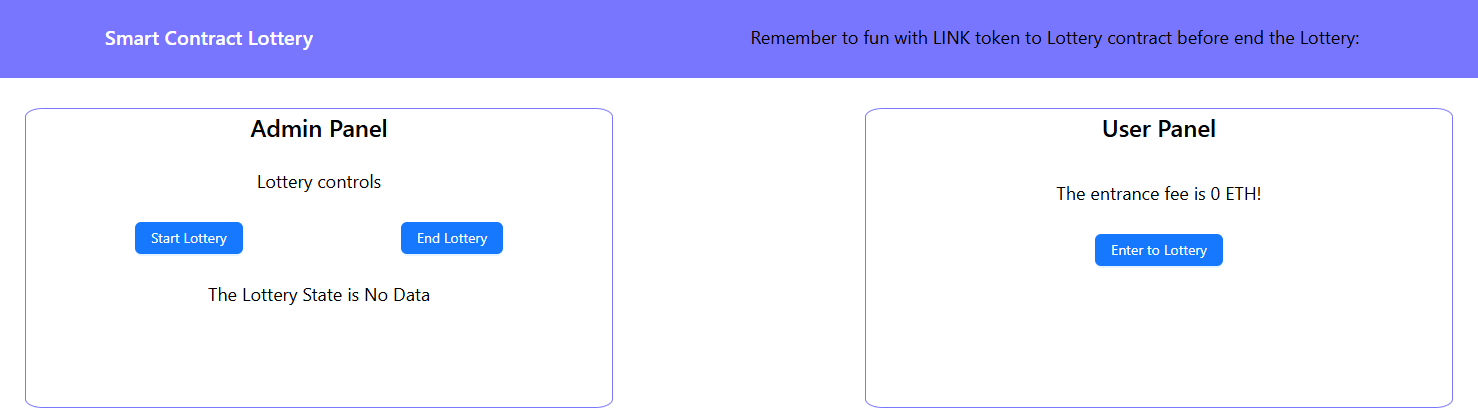 Smart Contract Lottery
Remember to fun with LINK token to Lottery contract before end the Lottery:
Admin Panel
Lottery controls
Start Lottery
End Lottery
The Lottery State is No Data
User Panel
The entrance fee is 0 ETH!
Enter to Lottery